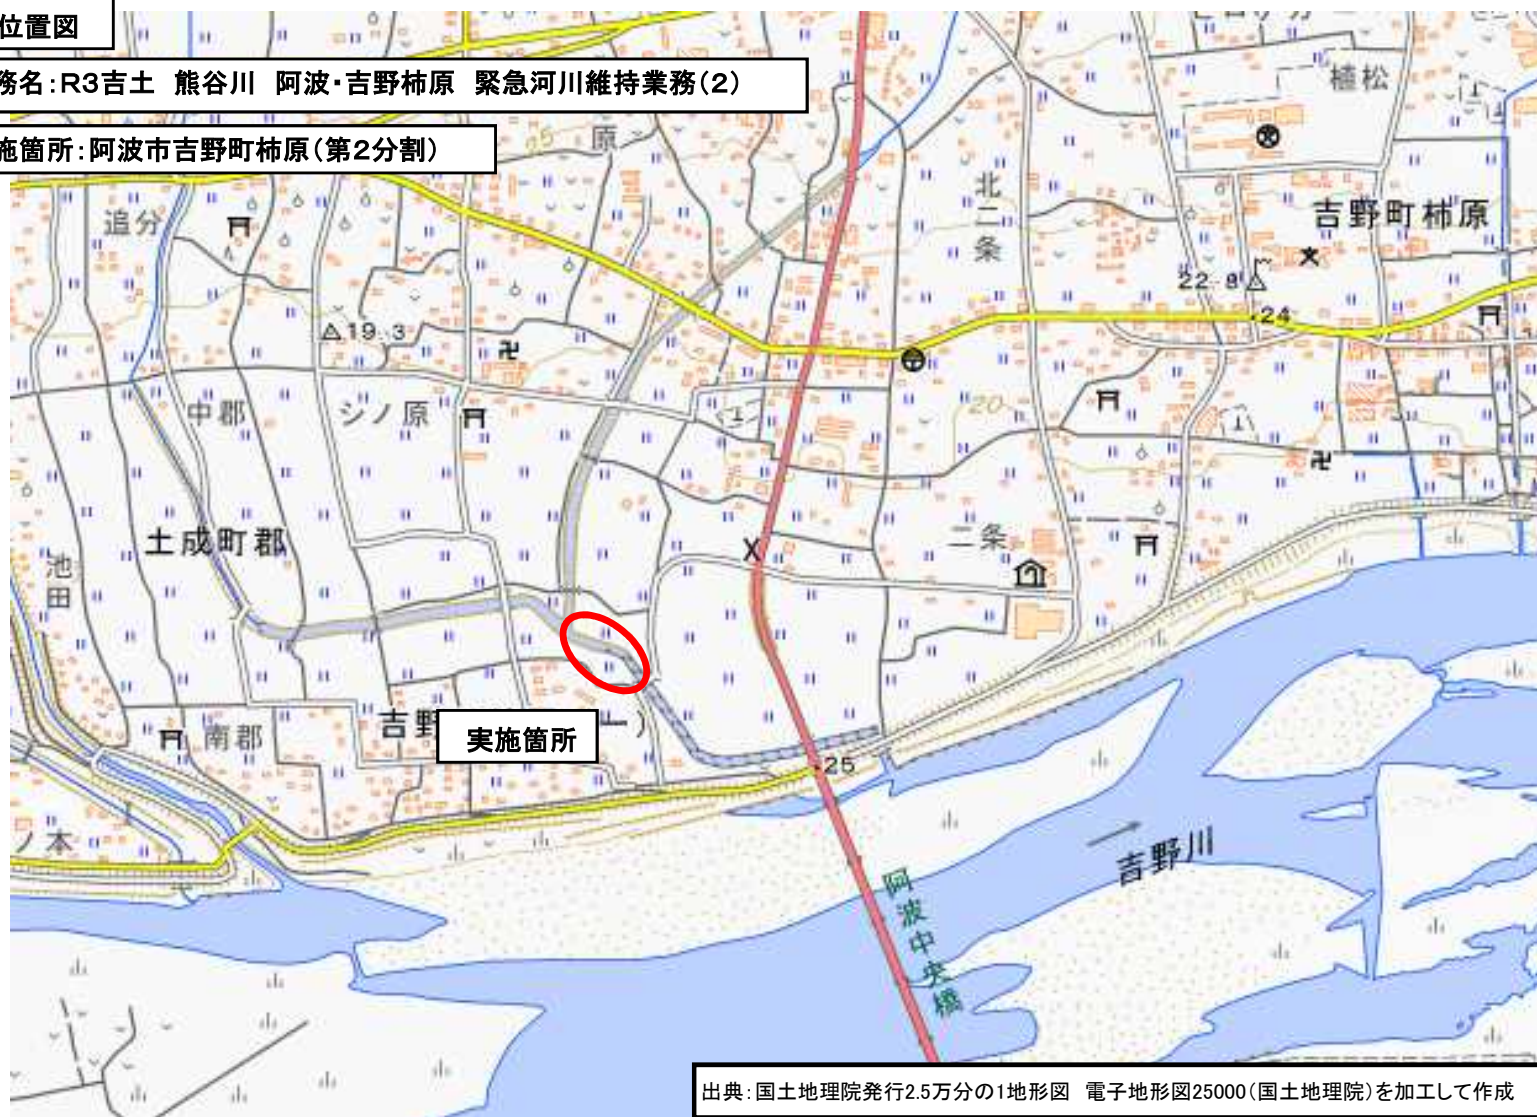 位置図
務名:R3吉土 熊谷川 阿波・吉野柿原 緊急河川維持業務(2)
施箇所:阿波市吉野町柿原(第2分割)
植松
原
北二条
吉野町柿原
追分
22.8
24
19.3
中郡
シノ原
20
土成町郡
二条
池田
吉野
実施箇所
南郡
25
ノ本
吉野川
阿波中央橋
出典:国土地理院発行2.5万分の1地形図 電子地形図25000(国土地理院)を加工して作成